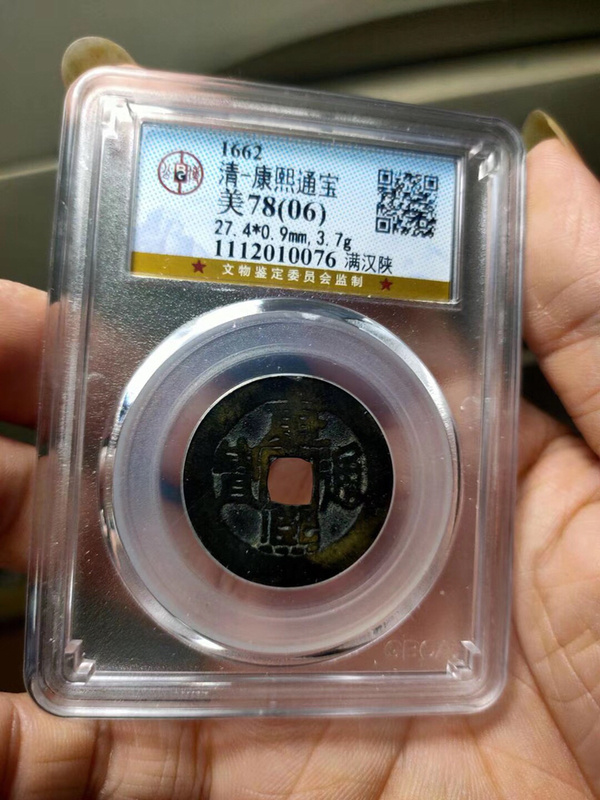 1662
清-康熙通宝
美78(06)
27.4*0.9mm,3.7g
1112010076 满汉陕
★ 文物鉴定委员会监制 ★
康
寶 通
熙